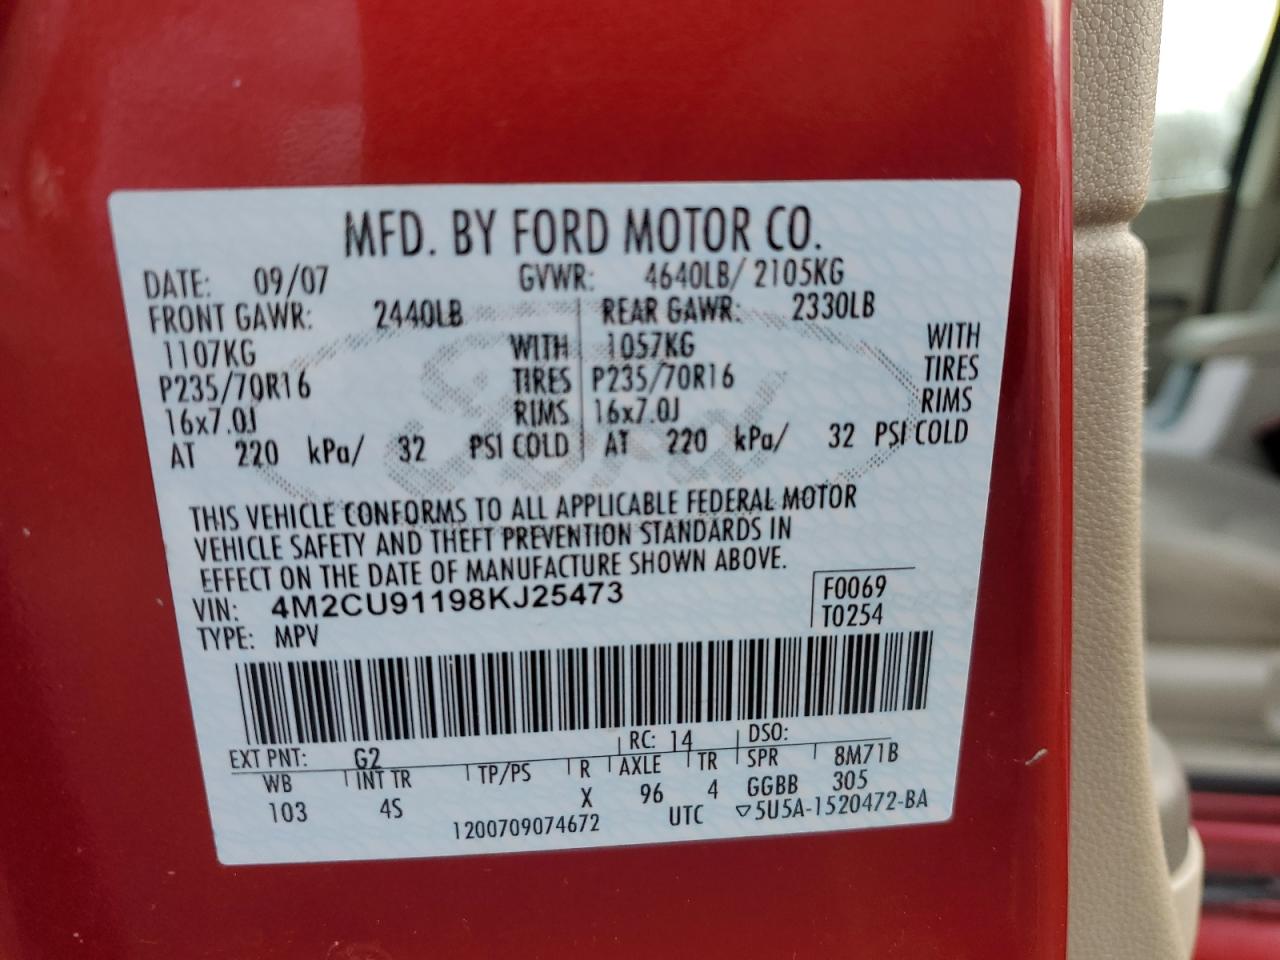 MFD. BY FORD MOTOR CO.
DATE: 09/07 GVWR: 4640LB/ 2105KG
FRONT GAWR: 2440LB REAR GAWR: 2330LB
1107KG WITH 1057KG WITH
P235/70R16 TIRES P235/70R16 TIRES
16x7.0J RIMS 16x7.0J RIMS
AT 220 kPa/ 32 PSI COLD AT 220 kPa/ 32 PSI COLD
THIS VEHICLE CONFORMS TO ALL APPLICABLE FEDERAL MOTOR
VEHICLE SAFETY AND THEFT PREVENTION STANDARDS IN
EFFECT ON THE DATE OF MANUFACTURE SHOWN ABOVE.
VIN: 4M2CU91198KJ25473 F0069
TYPE: MPV T0254
EXT PNT: G2 RC: 14 DSO:
WB INT TR TP/PS R AXLE TR SPR 8M71B
103 4S X 96 4 GGBB 305
1200709074672 UTC ▽5U5A-1520472-BA